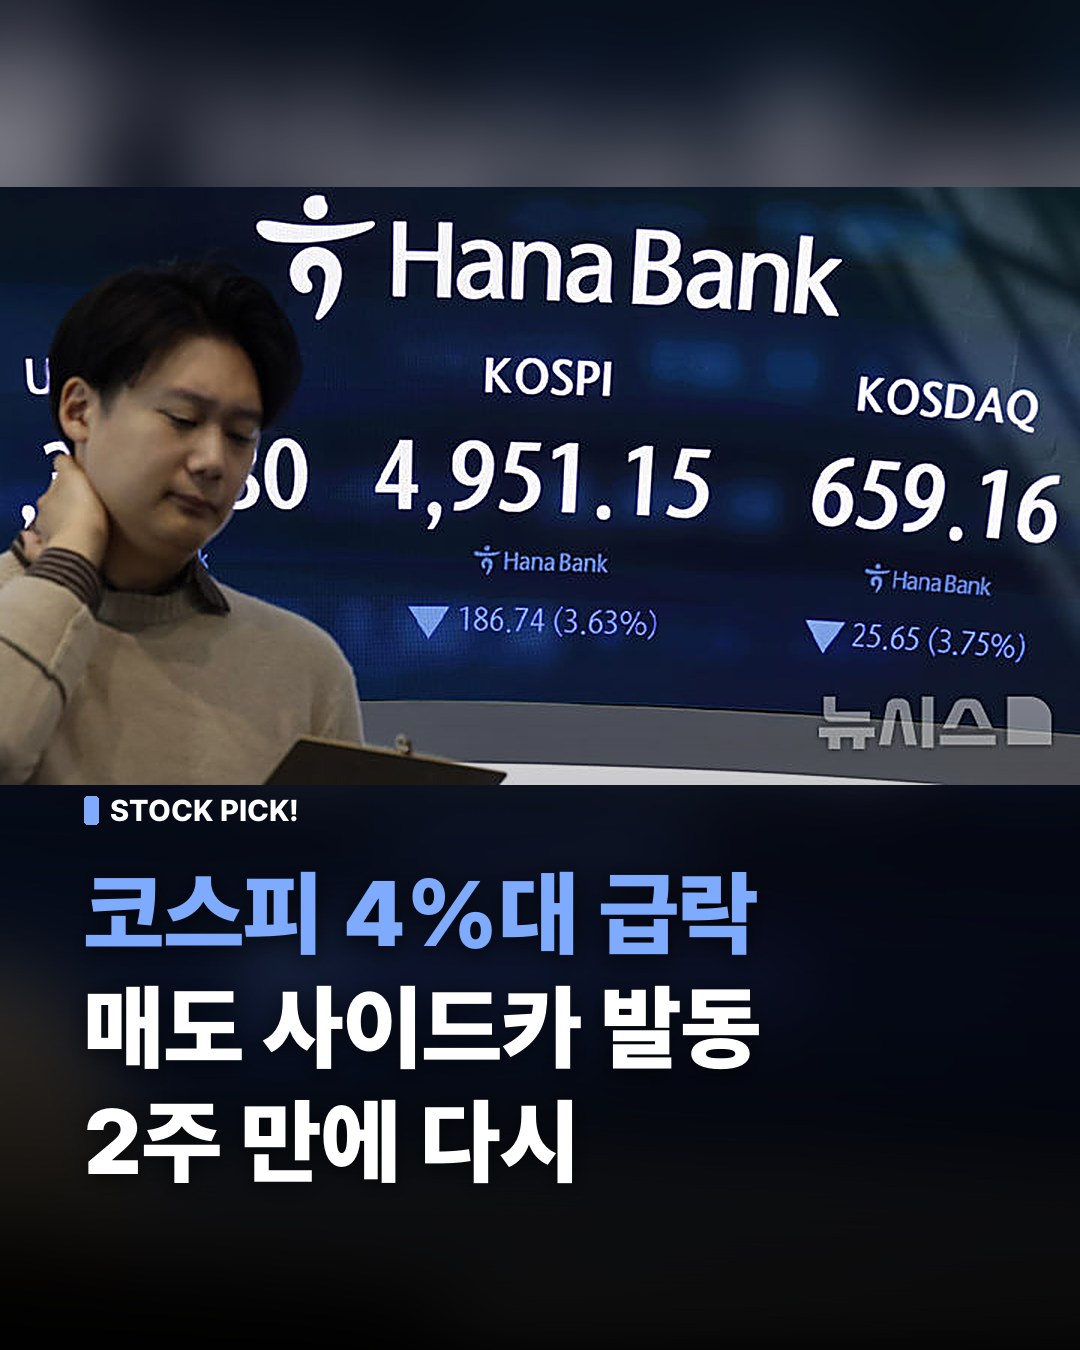 Hana Bank
KOSPI
KOSDAQ
4,951.15
659.16
Hana Bank
Hana Bank
▼ 186.74 (3.63%)
▼ 25.65 (3.75%)
뉴시스
STOCK PICK!
코스피 4%대 급락
매도 사이드카 발동
2주 만에 다시